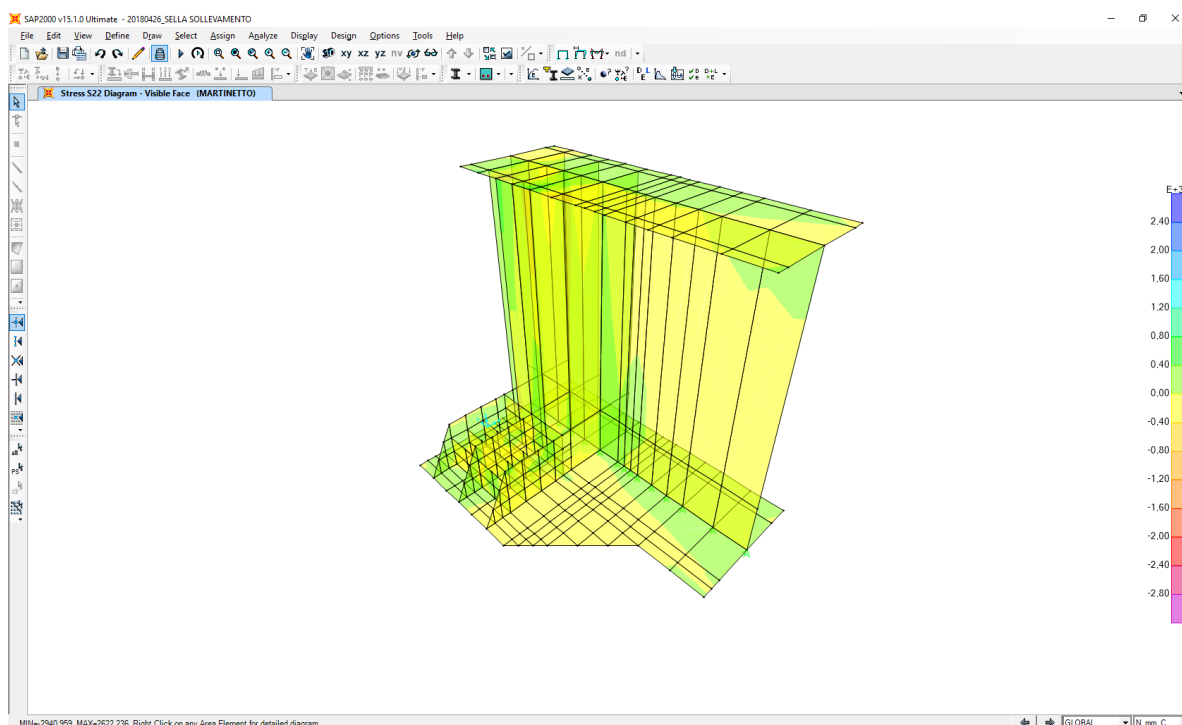 SAP2000 v15.1.0 Ultimate - 20180426_SELLA SOLLEVAMENTO
File Edit View Define Draw Select Assign Analyze Display Design Options Tools Help
xy xz yz nv nd
Stress S22 Diagram - Visible Face (MARTINETTO)
E+3
2.40
2.00
1.60
1.20
0.80
0.40
0.00
-0.40
-0.80
-1.20
-1.60
-2.00
-2.40
-2.80
all
PS
clr
MIN=-2940.959, MAX=2622.236, Right Click on any Area Element for detailed diagram
GLOBAL
N, mm, C